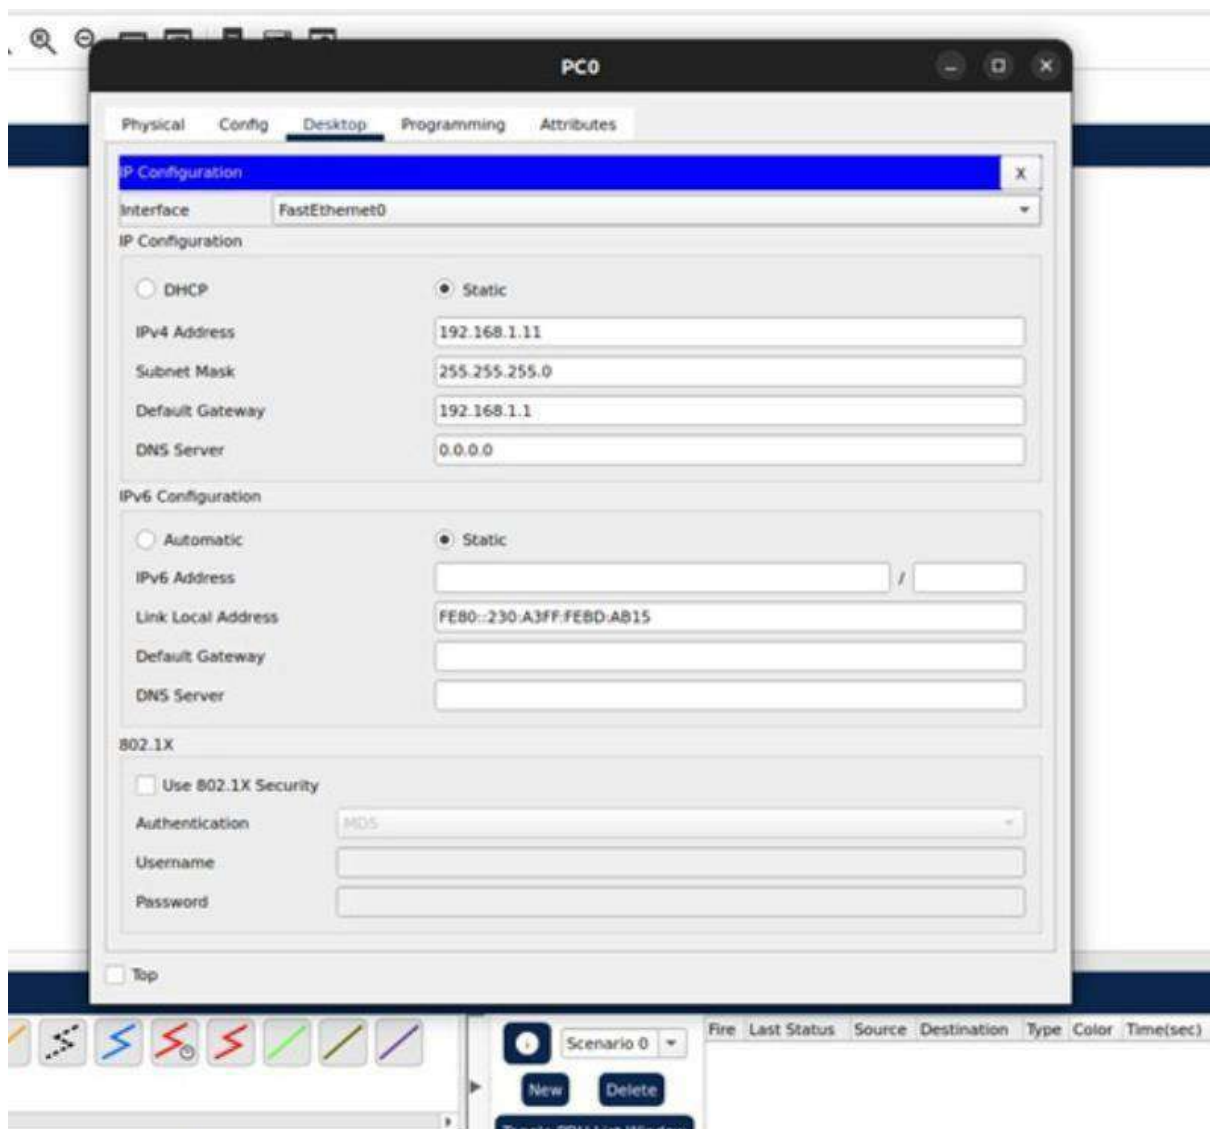 PC0
Physical Config Desktop Programming Attributes
IP Configuration X
Interface FastEthernet0
IP Configuration
DHCP Static
IPv4 Address 192.168.1.11
Subnet Mask 255.255.255.0
Default Gateway 192.168.1.1
DNS Server 0.0.0.0
IPv6 Configuration
Automatic Static
IPv6 Address /
Link Local Address FE80::230:A3FF:FEBD:AB15
Default Gateway
DNS Server
802.1X
Use 802.1X Security
Authentication MD5
Username
Password
Top
Fire Last Status Source Destination Type Color Time(sec)
Scenario 0
New Delete
Toggle PDU List Window